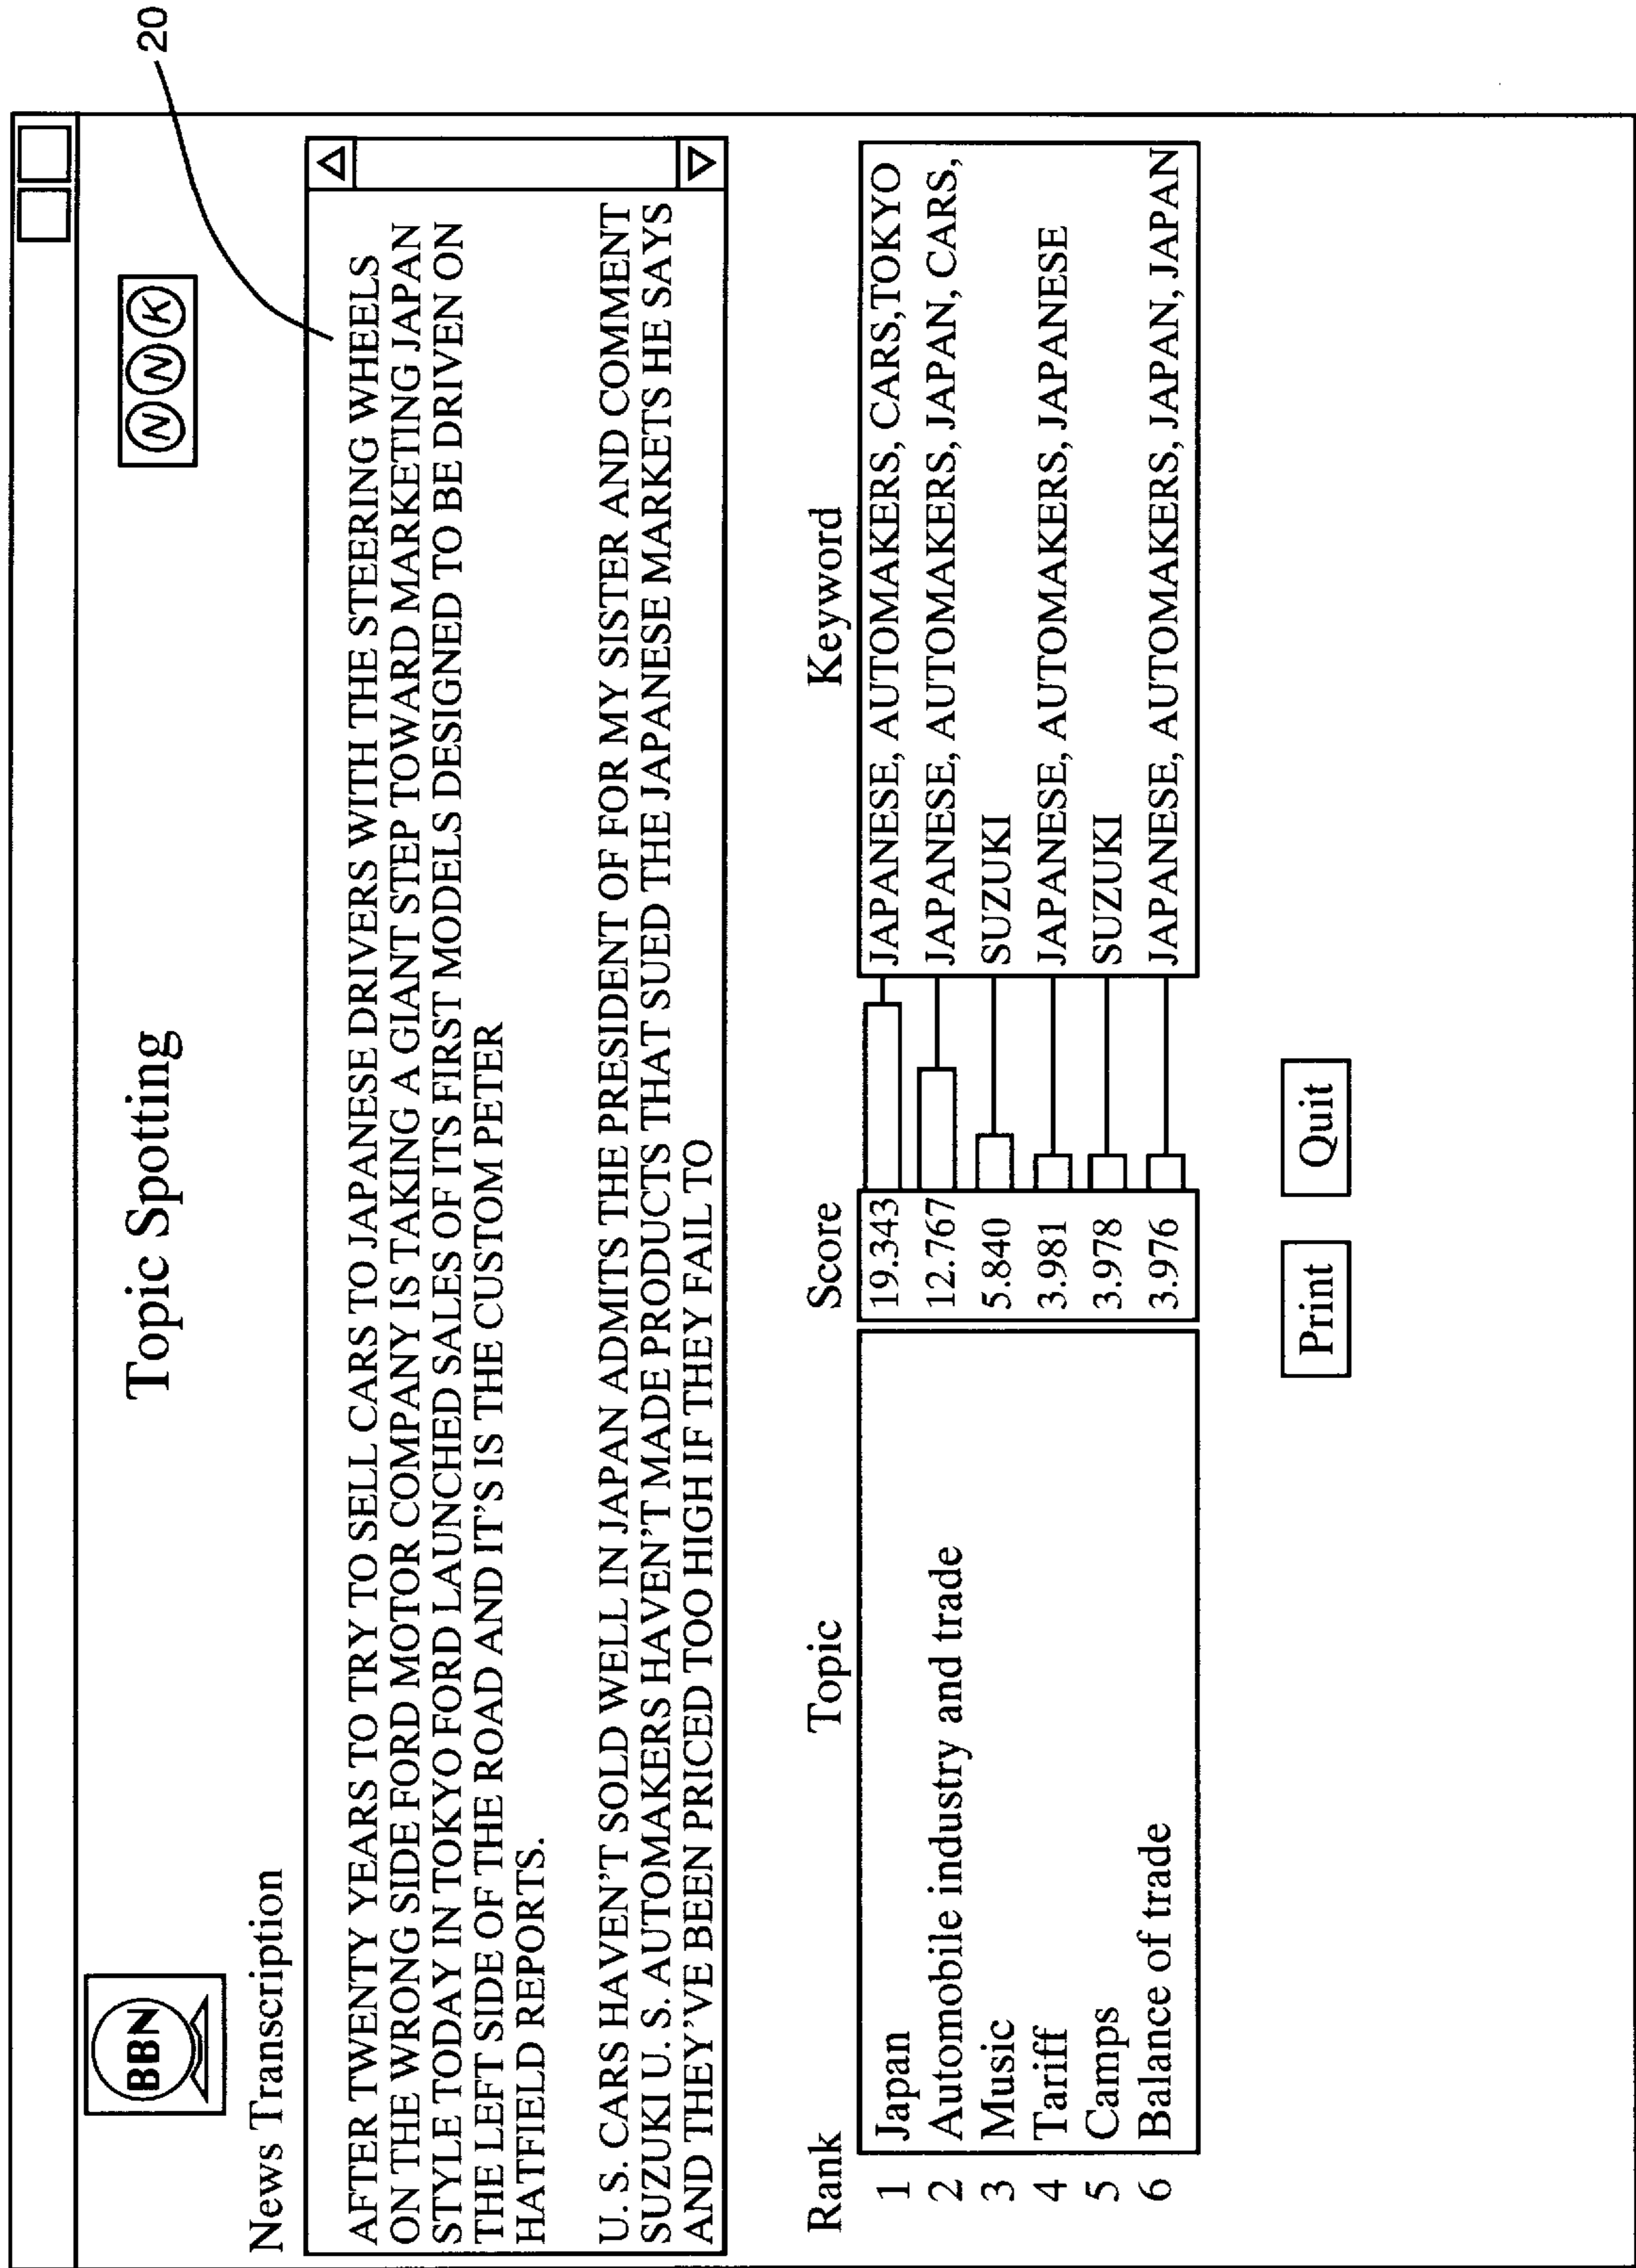 20
BBN
Topic Spotting
NNK
News Transcription
AFTER TWENTY YEARS TO TRY TO SELL CARS TO JAPANESE DRIVERS WITH THE STEERING WHEELS
ON THE WRONG SIDE FORD MOTOR COMPANY IS TAKING A GIANT STEP TOWARD MARKETING JAPAN
STYLE TODAY IN TOKYO FORD LAUNCHED SALES OF ITS FIRST MODELS DESIGNED TO BE DRIVEN ON
THE LEFT SIDE OF THE ROAD AND IT'S IS THE CUSTOM PETER
HATFIELD REPORTS.
U. S. CARS HAVEN'T SOLD WELL IN JAPAN ADMITS THE PRESIDENT OF FOR MY SISTER AND COMMENT
SUZUKI U. S. AUTOMAKERS HAVEN'T MADE PRODUCTS THAT SUED THE JAPANESE MARKETS HE SAYS
AND THEY'VE BEEN PRICED TOO HIGH IF THEY FAIL TO
Rank Topic Score Keyword
1 Japan 19.343 JAPANESE, AUTOMAKERS, CARS,TOKYO
2 Automobile industry and trade 12.767 JAPANESE, AUTOMAKERS, JAPAN, CARS,
3 Music 5.840 SUZUKI
4 Tariff 3.981 JAPANESE, AUTOMAKERS, JAPANESE
5 Camps 3.978 SUZUKI
6 Balance of trade 3.976 JAPANESE, AUTOMAKERS, JAPAN, JAPAN
Print Quit